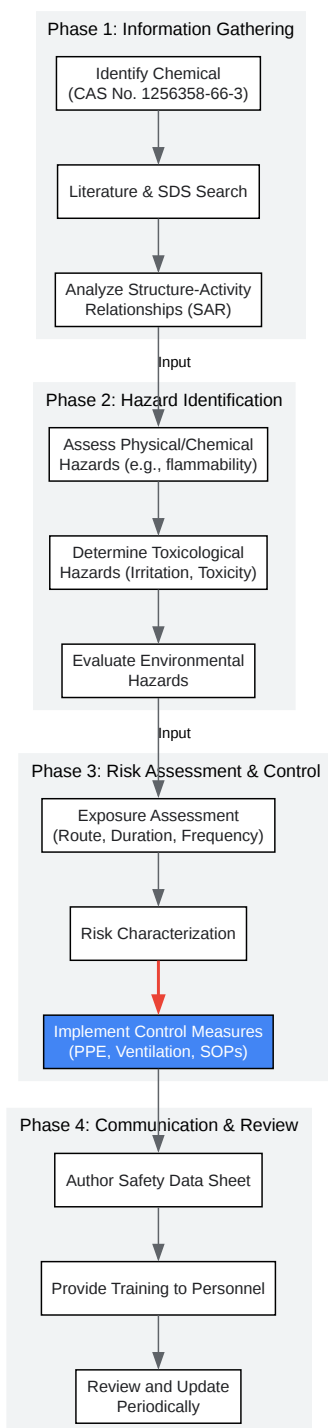 Phase 1: Information Gathering
Identify Chemical
(CAS No. 1256358-66-3)
Literature & SDS Search
Analyze Structure-Activity
Relationships (SAR)
Input
Phase 2: Hazard Identification
Assess Physical/Chemical
Hazards (e.g., flammability)
Determine Toxicological
Hazards (Irritation, Toxicity)
Evaluate Environmental
Hazards
Input
Phase 3: Risk Assessment & Control
Exposure Assessment
(Route, Duration, Frequency)
Risk Characterization
Implement Control Measures
(PPE, Ventilation, SOPs)
Phase 4: Communication & Review
Author Safety Data Sheet
Provide Training to Personnel
Review and Update
Periodically